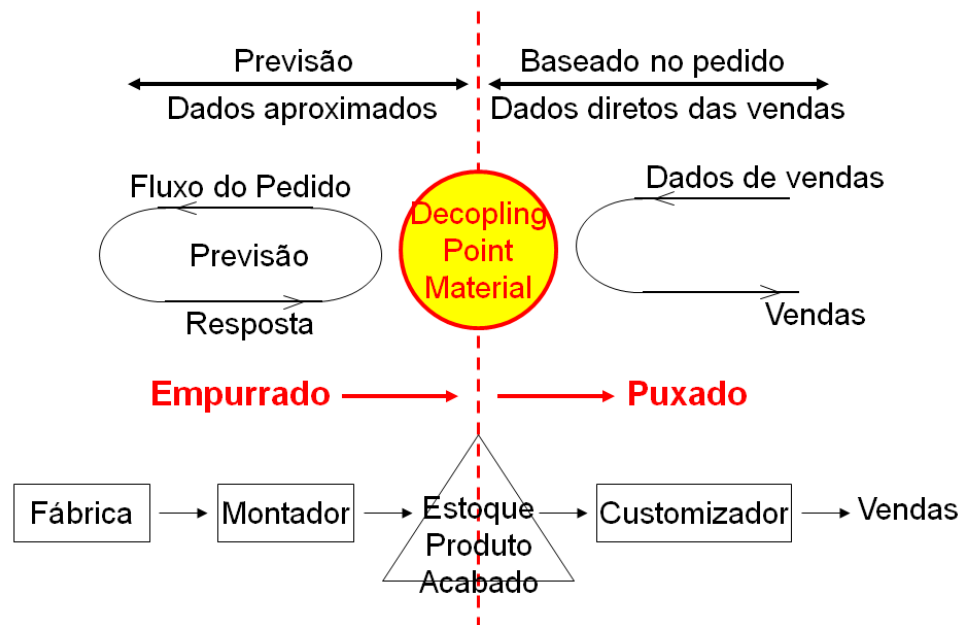 Previsão
Baseado no pedido
Dados aproximados
Dados diretos das vendas
Fluxo do Pedido
Previsão
Resposta
Decopling
Point
Material
Dados de vendas
Vendas
Empurrado
Puxado
Fábrica
Montador
Estoque
Produto
Acabado
Customizador
Vendas